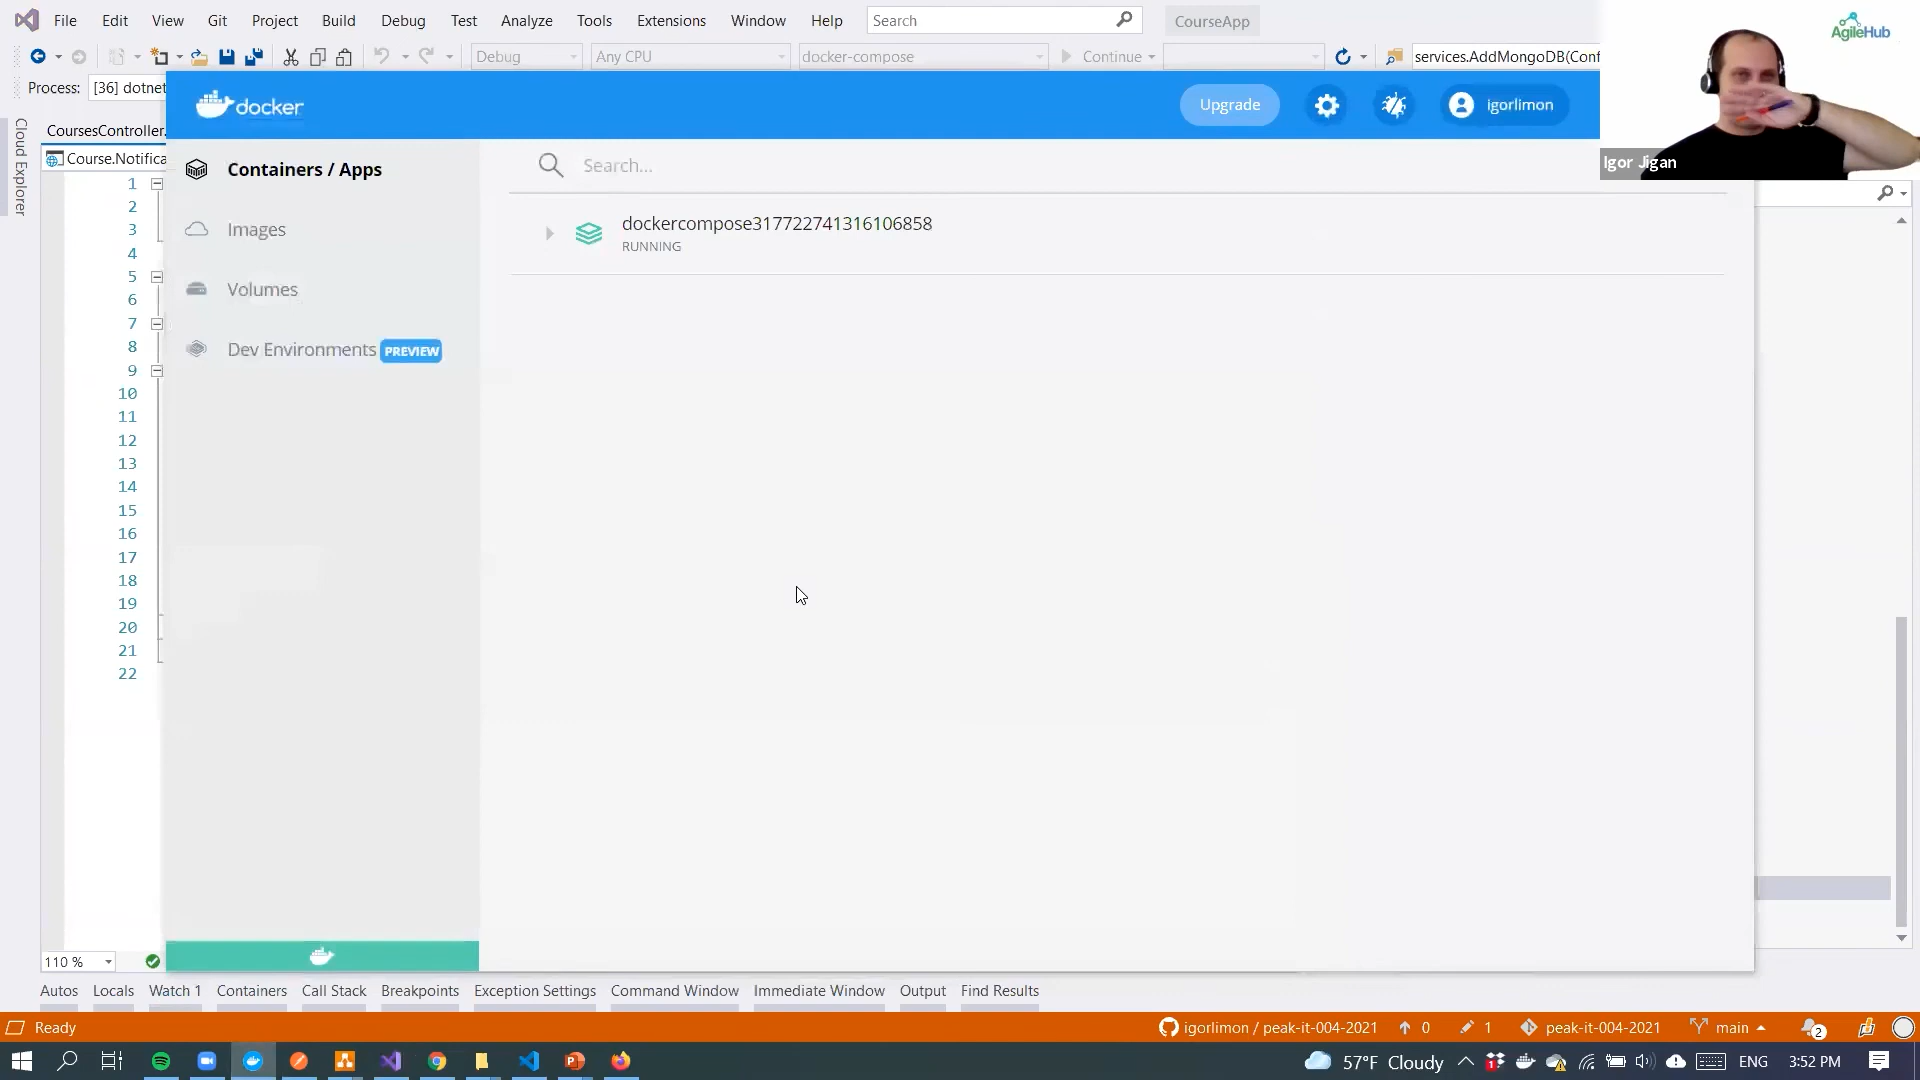 File Edit View Git Project Build Debug Test Analyze Tools Extensions Window Help Search CourseApp
AgileHub
Debug Any CPU docker-compose Continue services.AddMongoDB(Conf
Process: [36] dotnet
docker Upgrade igorlimon
Cloud Explorer
CoursesController.
Course.Notifica
Igor Jigan
Containers / Apps
Search...
Images
Volumes
Dev Environments PREVIEW
dockercompose317722741316106858
RUNNING
1
2
3
4
5
6
7
8
9
10
11
12
13
14
15
16
17
18
19
20
21
22
110 %
Autos Locals Watch 1 Containers Call Stack Breakpoints Exception Settings Command Window Immediate Window Output Find Results
Ready igorlimon / peak-it-004-2021 0 1 peak-it-004-2021 main 2
57°F Cloudy ENG 3:52 PM